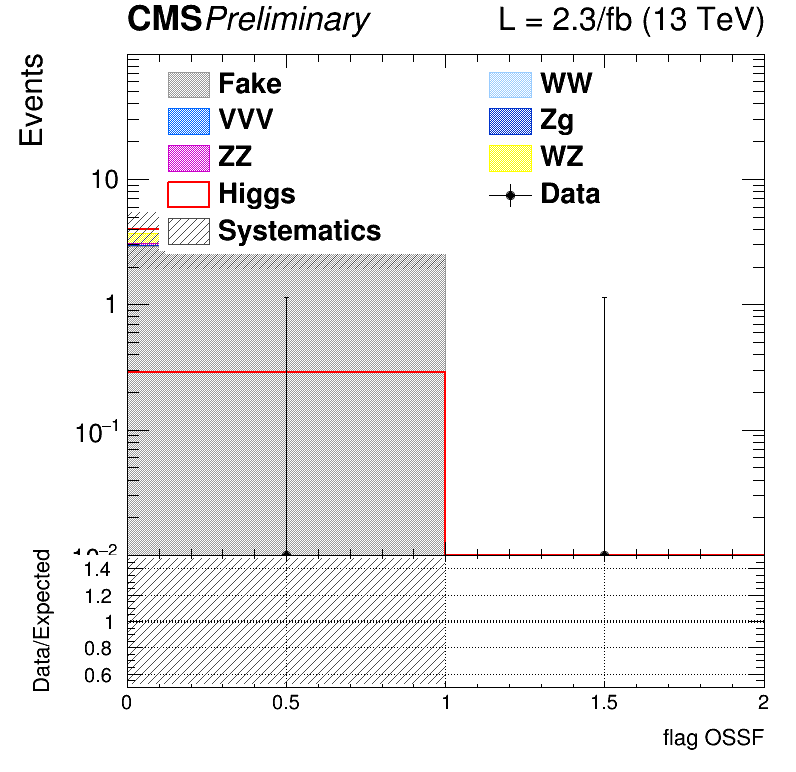 CMS Preliminary L = 2.3/fb (13 TeV)
Events
Fake WW
VVV Zg
ZZ WZ
Higgs Data
Systematics
10
1
10⁻¹
Data/Expected
1.4
1.2
1
0.8
0.6
0 0.5 1 1.5 2
flag OSSF